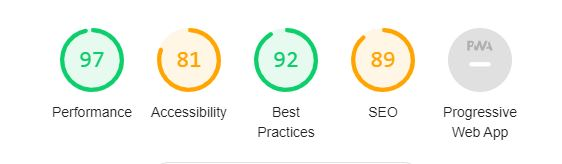 97 81 92 89 PWA
Performance Accessibility Best SEO Progressive
Practices Web App